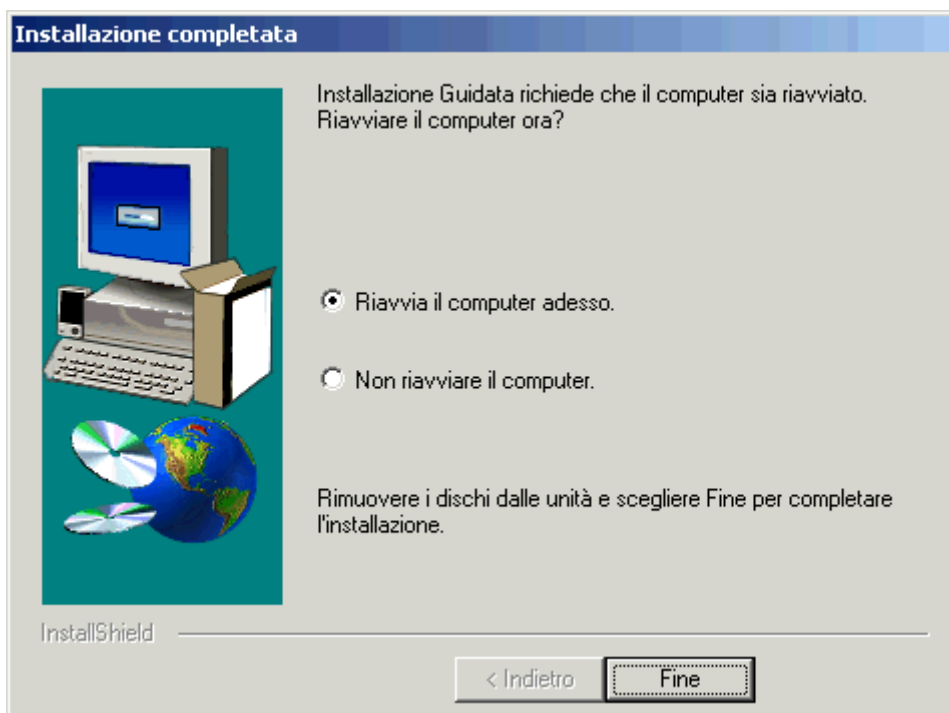 Installazione completata
Installazione Guidata richiede che il computer sia riavviato.
Riavviare il computer ora?
Riavvia il computer adesso.
Non riavviare il computer.
Rimuovere i dischi dalle unità e scegliere Fine per completare
l'installazione.
InstallShield
< Indietro
Fine